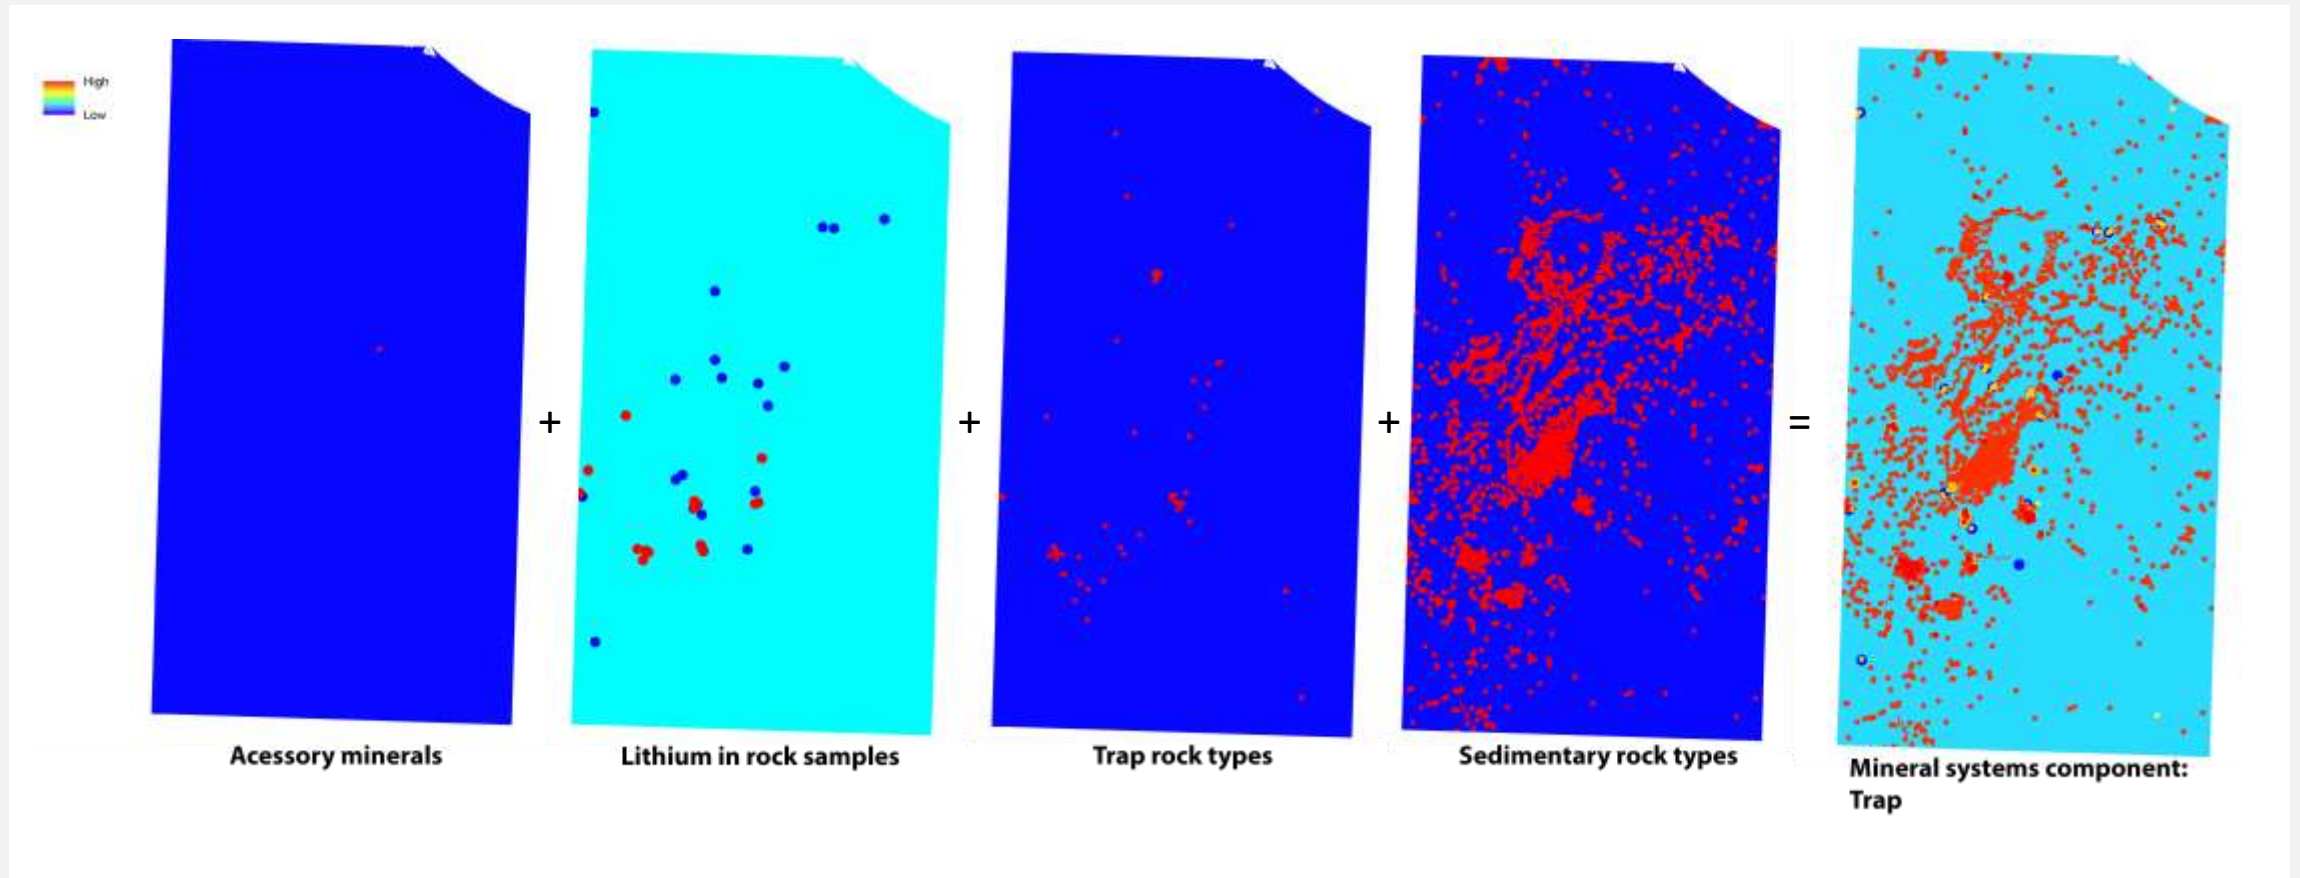 High
Low
+
+
+
=
Acessory minerals
Lithium in rock samples
Trap rock types
Sedimentary rock types
Mineral systems component:
Trap